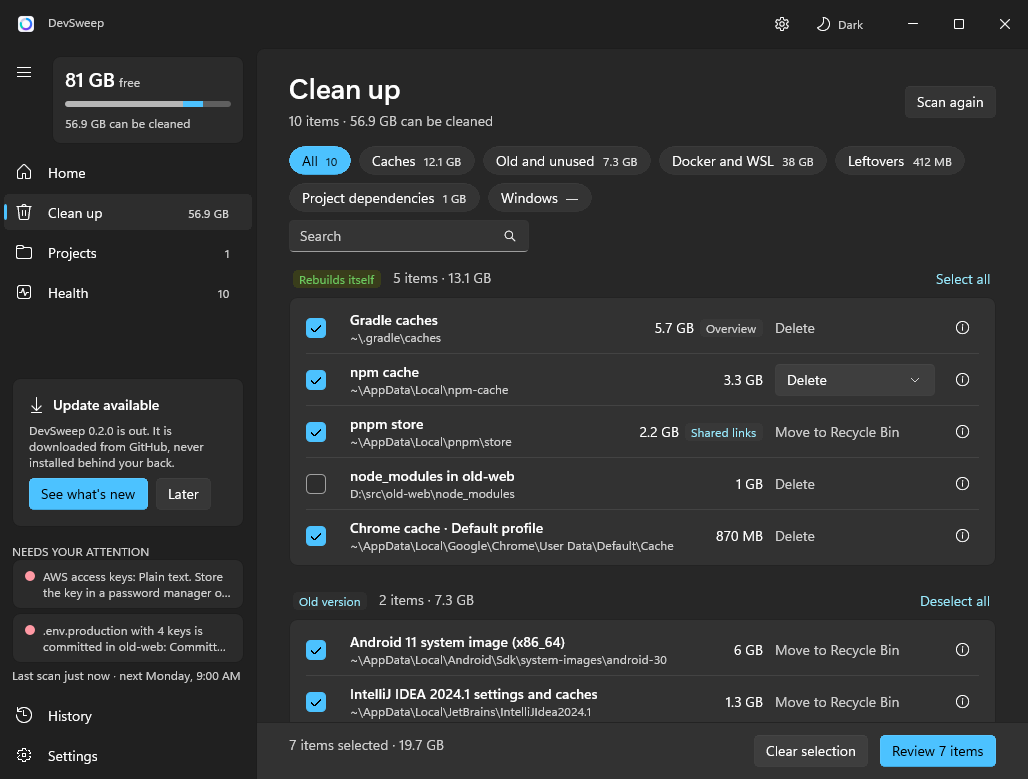 DevSweep
Dark
81 GB free
56.9 GB can be cleaned
Home
Clean up 56.9 GB
Projects 1
Health 10
Update available
DevSweep 0.2.0 is out. It is
downloaded from GitHub, never
installed behind your back.
See what's new Later
NEEDS YOUR ATTENTION
AWS access keys: Plain text. Store
the key in a password manager o...
.env.production with 4 keys is
committed in old-web: Committ...
Last scan just now · next Monday, 9:00 AM
History
Settings
Clean up
10 items · 56.9 GB can be cleaned
Scan again
All 10 Caches 12.1 GB Old and unused 7.3 GB Docker and WSL 38 GB Leftovers 412 MB
Project dependencies 1 GB Windows —
Search
Rebuilds itself 5 items · 13.1 GB Select all
Gradle caches
~\.gradle\caches
5.7 GB Overview Delete
npm cache
~\AppData\Local\npm-cache
3.3 GB Delete
pnpm store
~\AppData\Local\pnpm\store
2.2 GB Shared links Move to Recycle Bin
node_modules in old-web
D:\src\old-web\node_modules
1 GB Delete
Chrome cache · Default profile
~\AppData\Local\Google\Chrome\User Data\Default\Cache
870 MB Delete
Old version 2 items · 7.3 GB Deselect all
Android 11 system image (x86_64)
~\AppData\Local\Android\Sdk\system-images\android-30
6 GB Move to Recycle Bin
IntelliJ IDEA 2024.1 settings and caches
~\AppData\Local\JetBrains\IntelliJIdea2024.1
1.3 GB Move to Recycle Bin
7 items selected · 19.7 GB
Clear selection Review 7 items